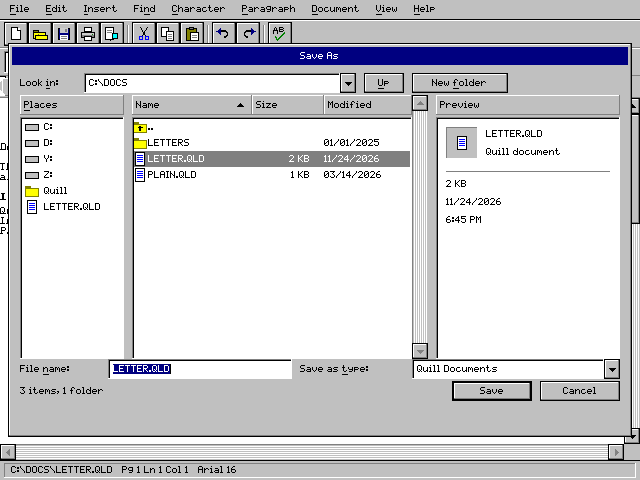 File Edit Insert Find Character Paragraph Document View Help
Save As
Look in: C:\DOCS Up New folder
Places Name Size Modified Preview
C:
D:
Y:
Z:
Quill
LETTER.QLD
..
LETTERS 01/01/2025
LETTER.QLD 2 KB 11/24/2026
PLAIN.QLD 1 KB 03/14/2026
LETTER.QLD
Quill document
2 KB
11/24/2026
6:45 PM
File name: LETTER.QLD Save as type: Quill Documents
3 items, 1 folder Save Cancel
C:\DOCS\LETTER.QLD Pg 1 Ln 1 Col 1 Arial 16